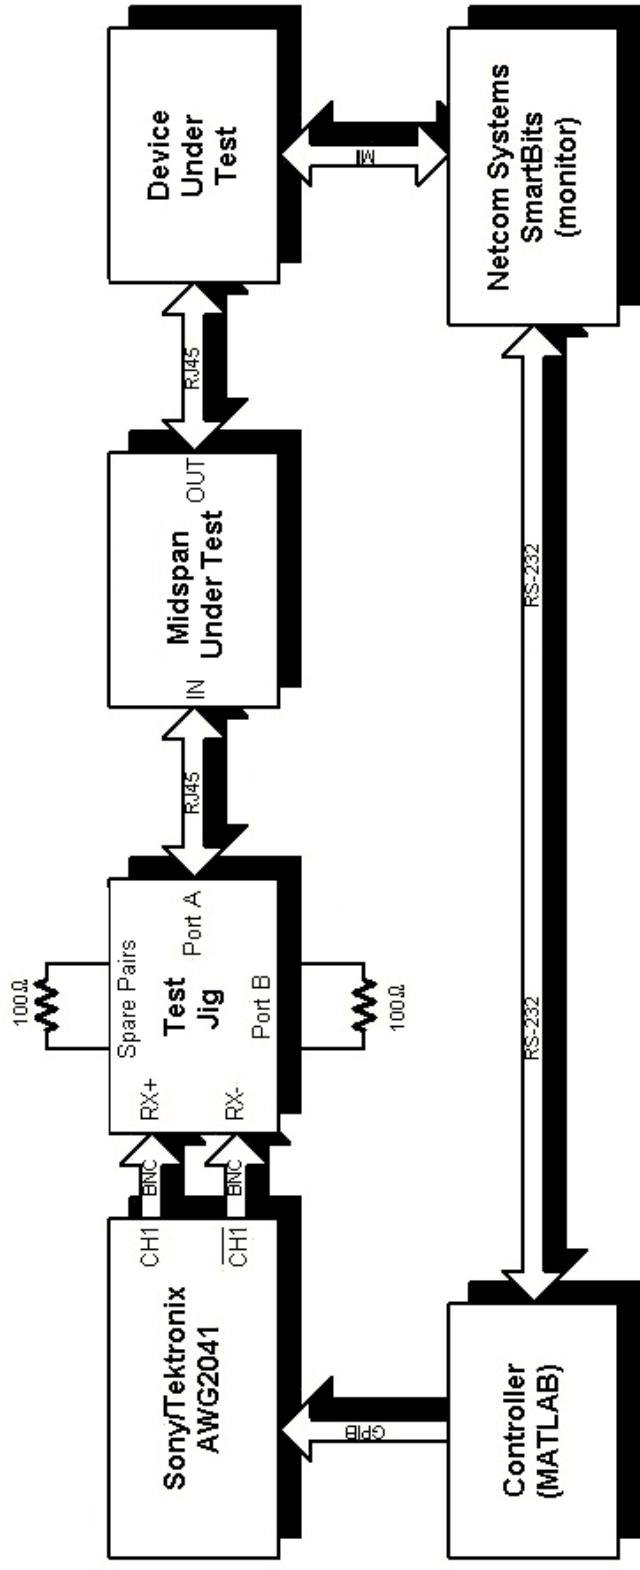 100Ω
Sony/Tektronix
AWG2041
CH1
CH1
BNC
BNC
RX+
RX-
Spare Pairs
Test
Jig
Port A
Port B
100Ω
RJ45
IN
Midspan
Under Test
OUT
RJ45
Device
Under
Test
GPIB
MI
Controller
(MATLAB)
RS-232
RS-232
Netcom Systems
SmartBits
(monitor)